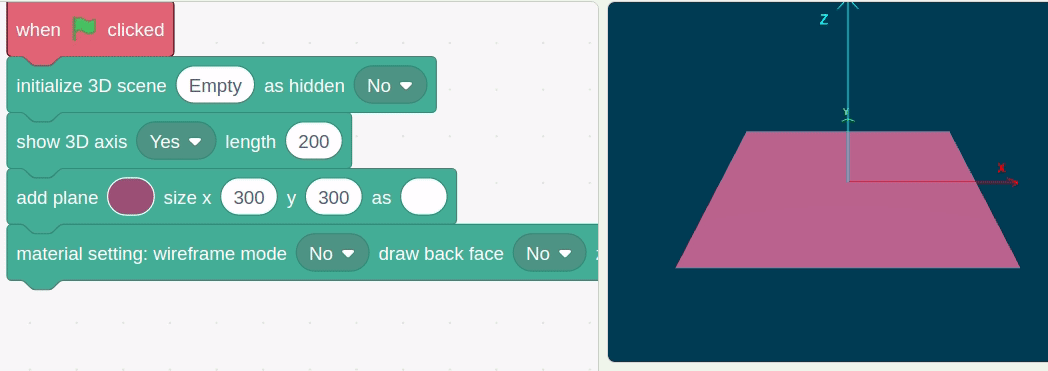 when clicked
initialize 3D scene Empty as hidden No
show 3D axis Yes length 200
add plane size x 300 y 300 as
material setting: wireframe mode No draw back face No
Z
Y
X